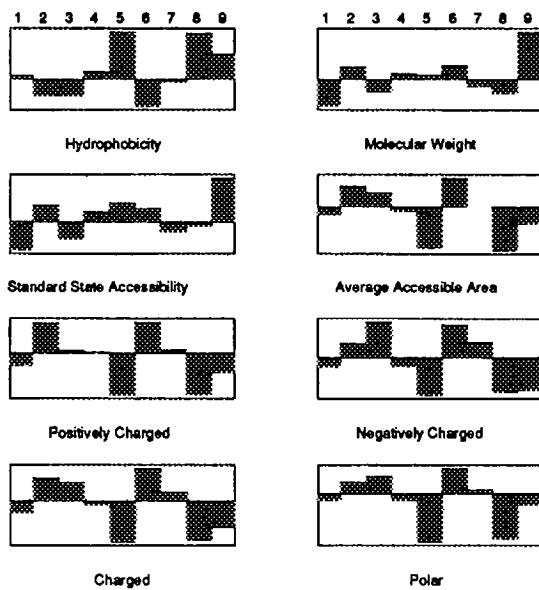 1 2 3 4 5 6 7 8 9 1 2 3 4 5 6 7 8 9
Hydrophobicity Molecular Weight
Standard State Accessibility Average Accessible Area
Positively Charged Negatively Charged
Charged Polar